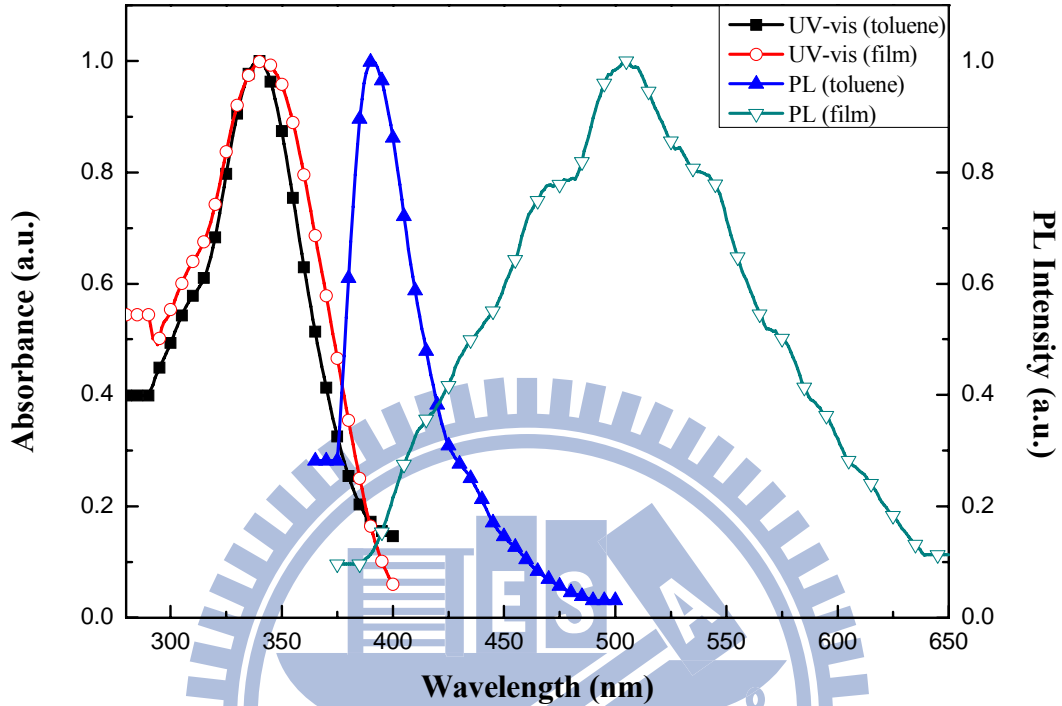 UV-vis (toluene)
UV-vis (film)
PL (toluene)
PL (film)
Absorbance (a.u.)
1.0
0.8
0.6
0.4
0.2
0.0
PL Intensity (a.u.)
1.0
0.8
0.6
0.4
0.2
0.0
300 350 400 450 500 550 600 650
Wavelength (nm)
E S A
8